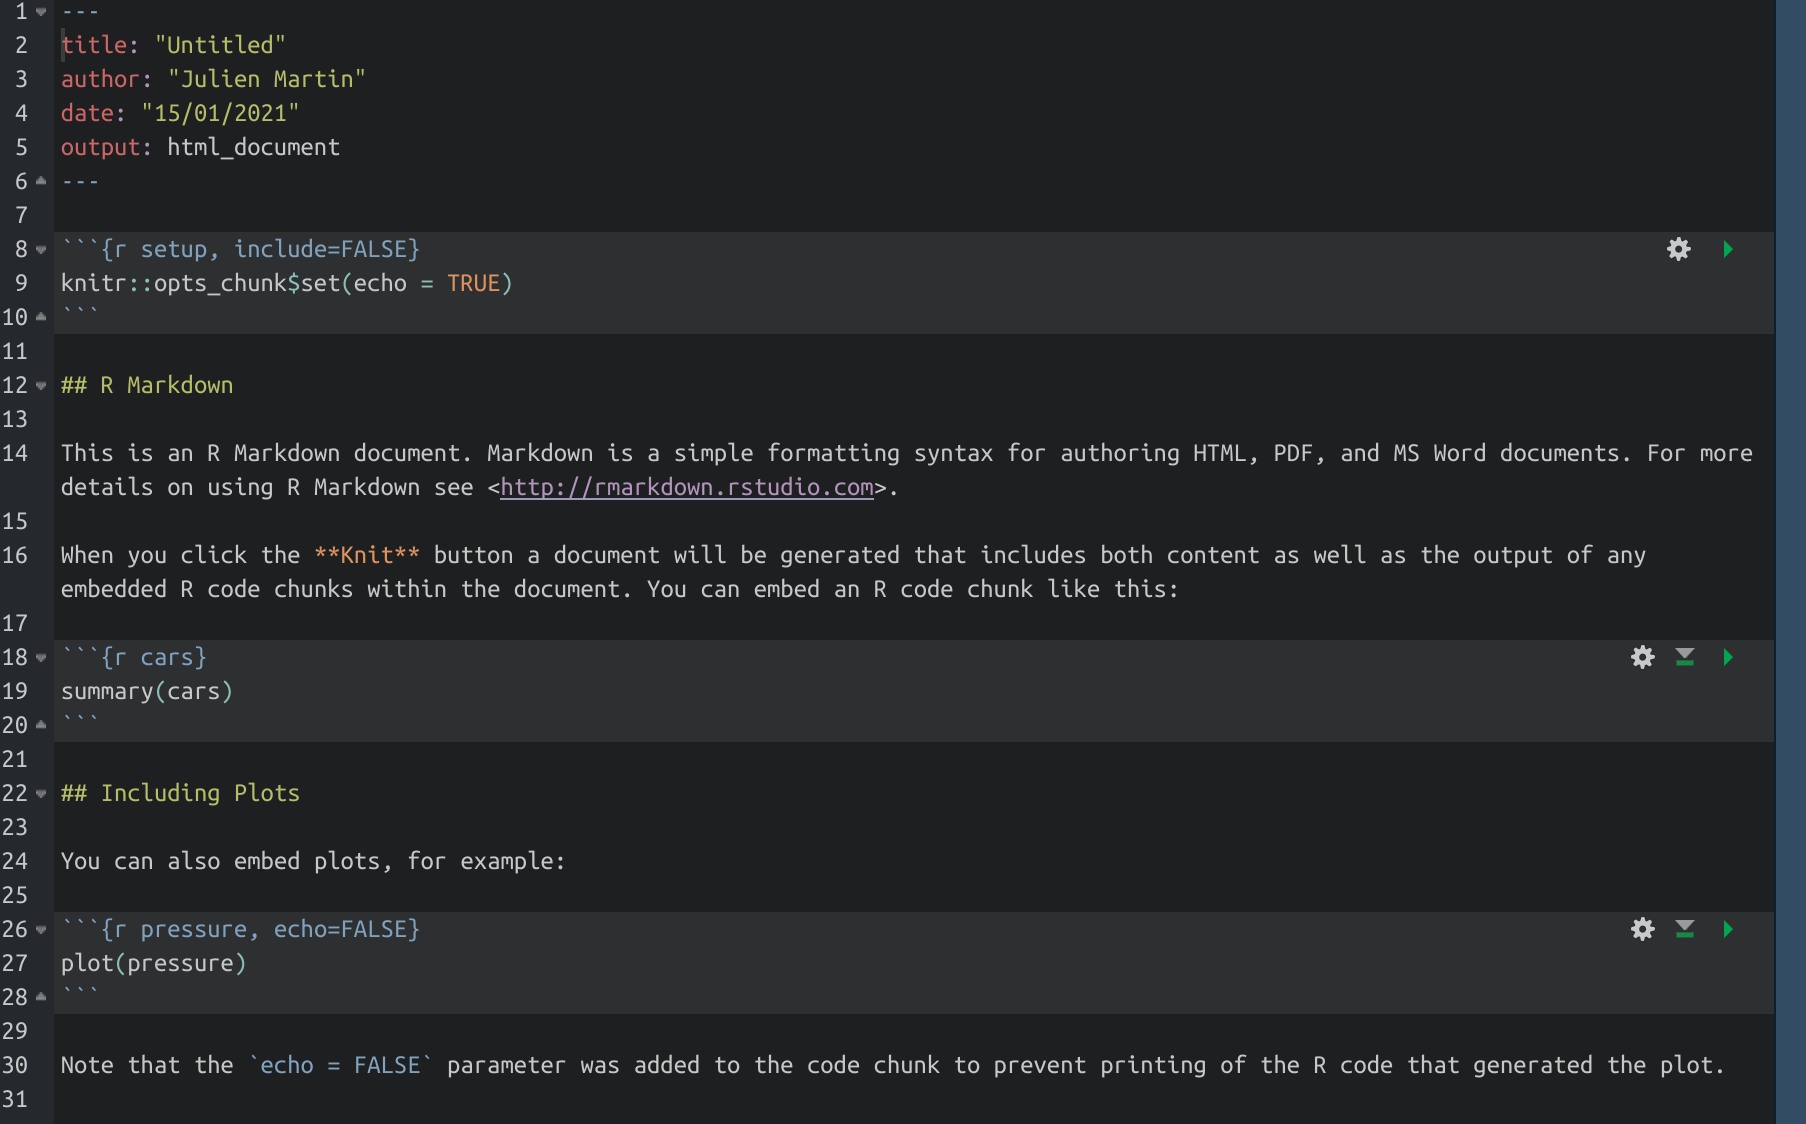 1 ---
2 title: "Untitled"
3 author: "Julien Martin"
4 date: "15/01/2021"
5 output: html_document
6 ---
7
8 ```{r setup, include=FALSE}
9 knitr::opts_chunk$set(echo = TRUE)
10 ```
11
12 ## R Markdown
13
14 This is an R Markdown document. Markdown is a simple formatting syntax for authoring HTML, PDF, and MS Word documents. For more
details on using R Markdown see <http://rmarkdown.rstudio.com>.
15
16 When you click the **Knit** button a document will be generated that includes both content as well as the output of any
embedded R code chunks within the document. You can embed an R code chunk like this:
17
18 ```{r cars}
19 summary(cars)
20 ```
21
22 ## Including Plots
23
24 You can also embed plots, for example:
25
26 ```{r pressure, echo=FALSE}
27 plot(pressure)
28 ```
29
30 Note that the `echo = FALSE` parameter was added to the code chunk to prevent printing of the R code that generated the plot.
31